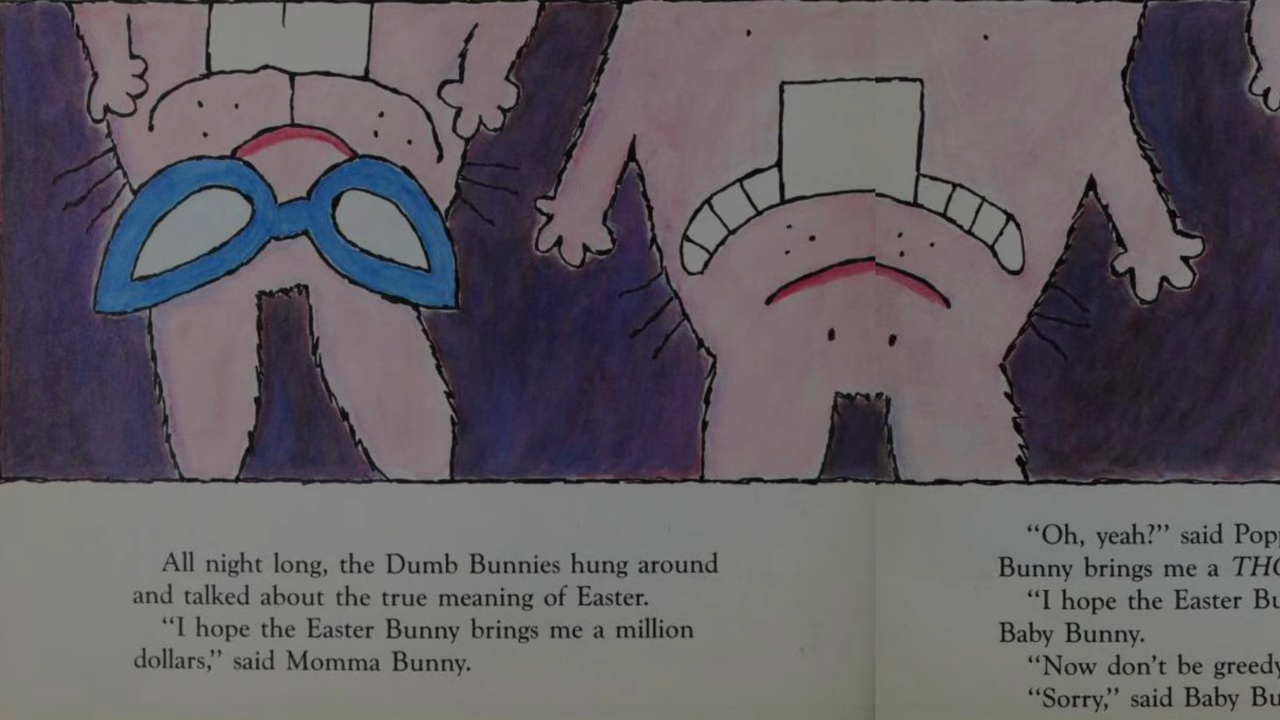 All night long, the Dumb Bunnies hung around
and talked about the true meaning of Easter.
“I hope the Easter Bunny brings me a million
dollars,” said Momma Bunny.
“Oh, yeah?” said
Bunny brings me a
“I hope the Easter
Baby Bunny.
“Now don’t be greedy
“Sorry,” said Baby